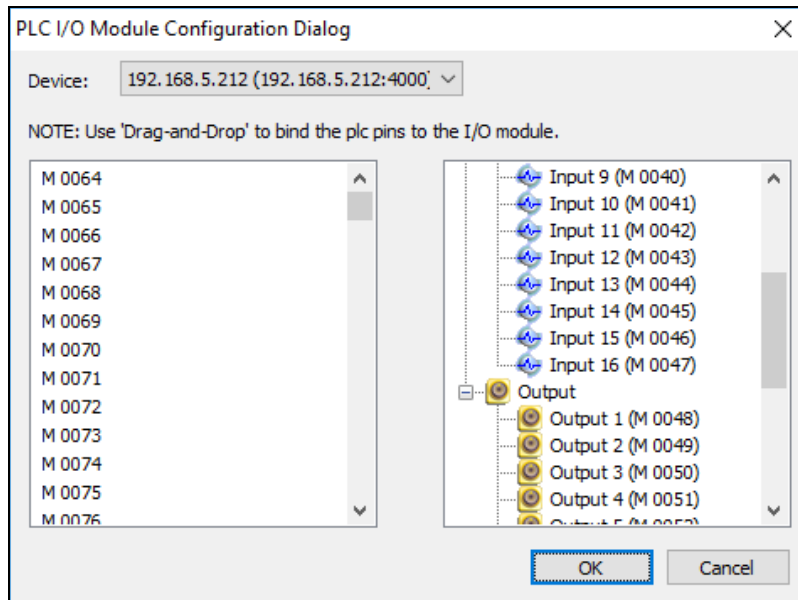 PLC I/O Module Configuration Dialog
Device: 192.168.5.212 (192.168.5.212:4000)
NOTE: Use 'Drag-and-Drop' to bind the plc pins to the I/O module.
M 0064
M 0065
M 0066
M 0067
M 0068
M 0069
M 0070
M 0071
M 0072
M 0073
M 0074
M 0075
M 0076
Input 9 (M 0040)
Input 10 (M 0041)
Input 11 (M 0042)
Input 12 (M 0043)
Input 13 (M 0044)
Input 14 (M 0045)
Input 15 (M 0046)
Input 16 (M 0047)
Output
Output 1 (M 0048)
Output 2 (M 0049)
Output 3 (M 0050)
Output 4 (M 0051)
Output 5 (M 0052)
OK Cancel